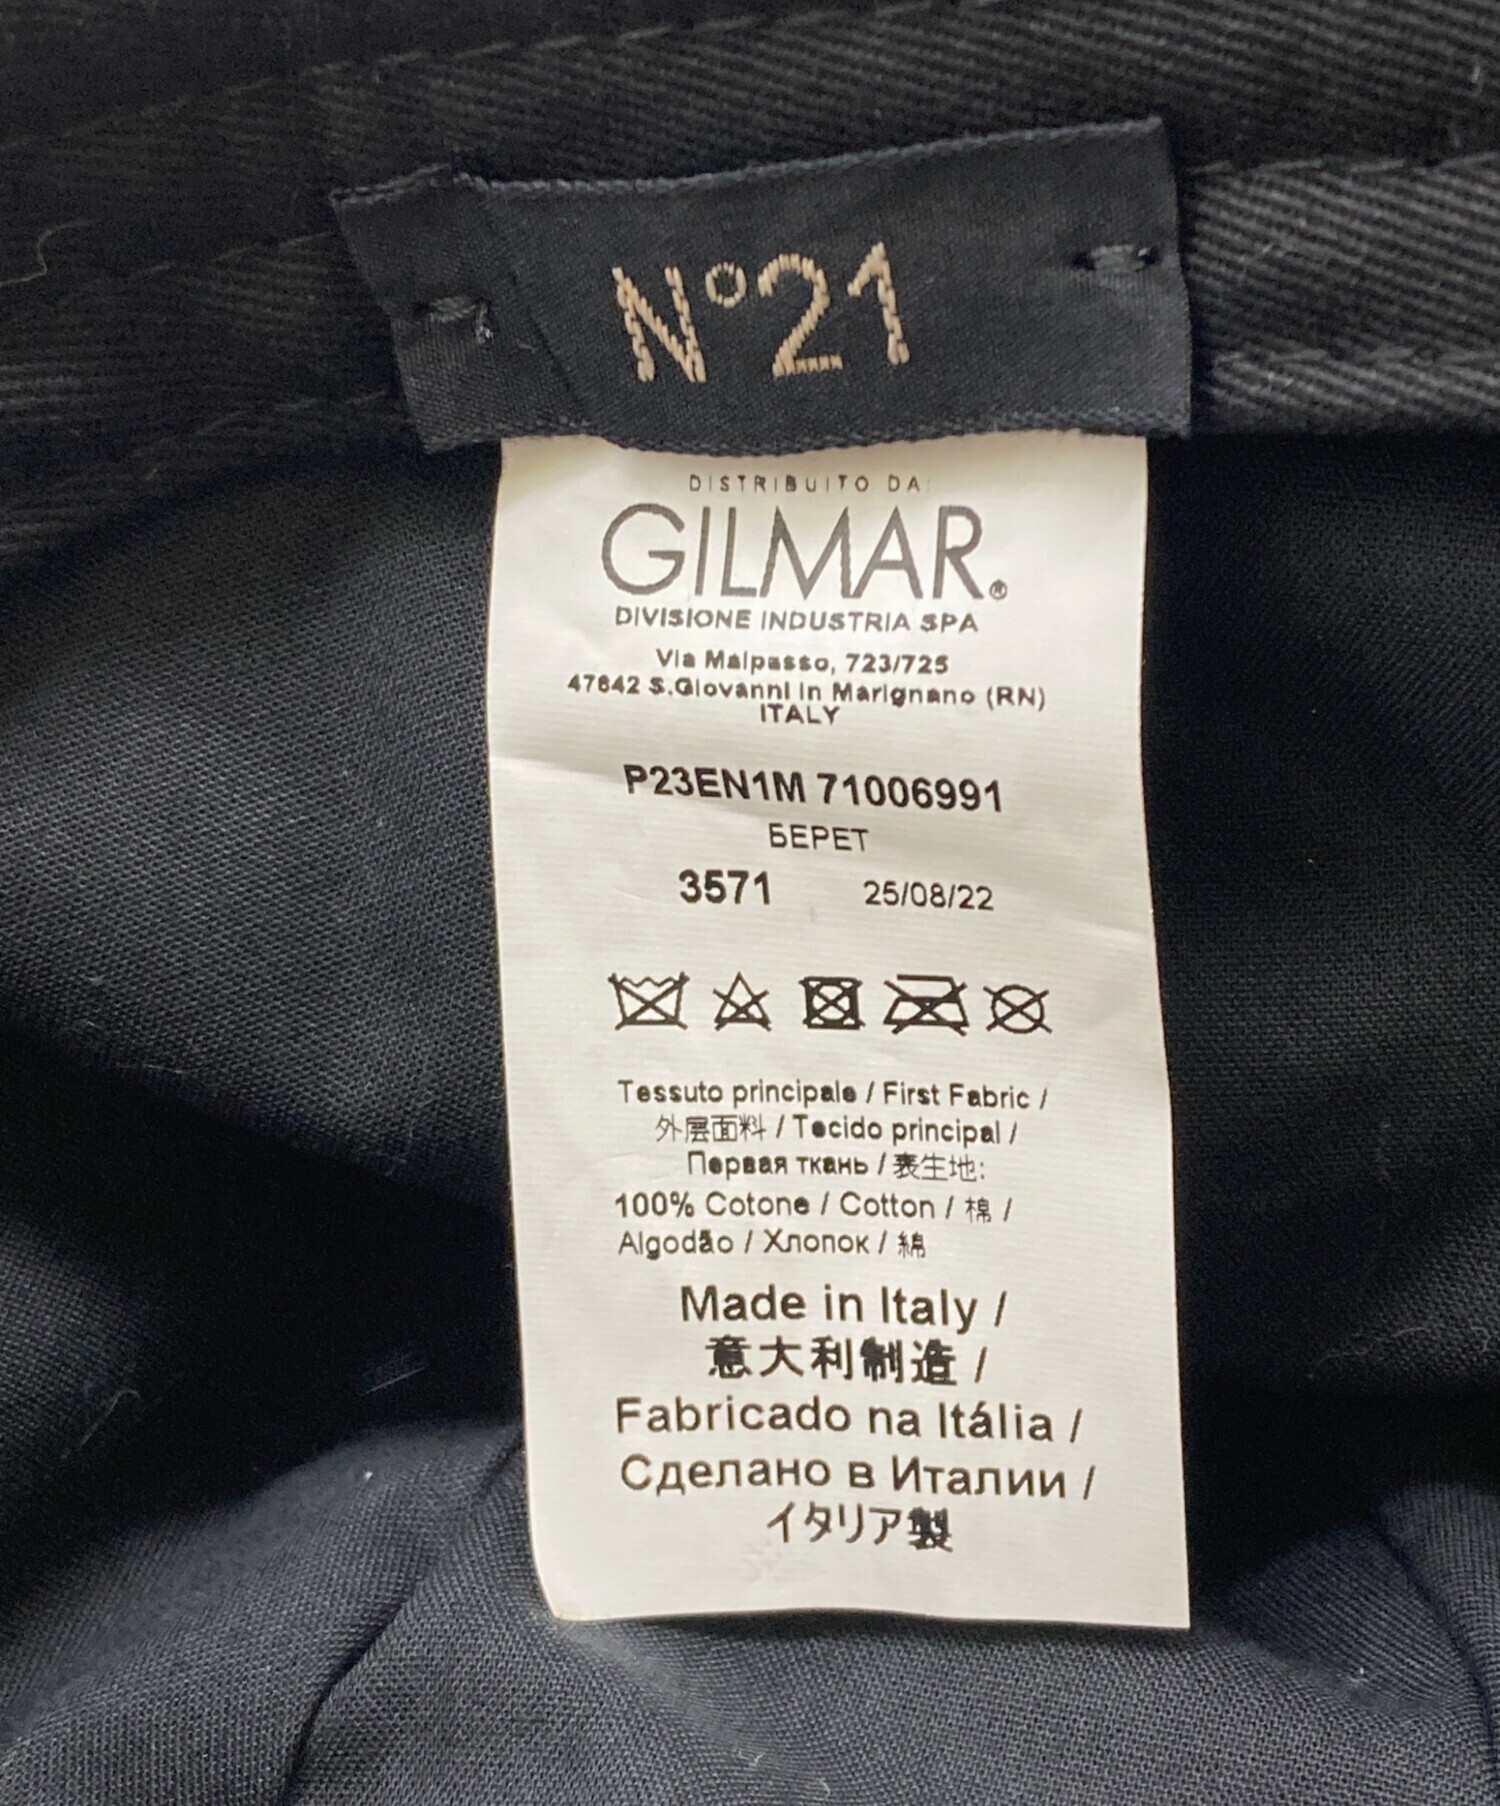 N°21
DISTRIBUITO DA:
GILMAR.®
DIVISIONE INDUSTRIA SPA
Via Malpasso, 723/725
47842 S.Giovanni in Marignano (RN)
ITALY
P23EN1M 71006991
БЕРЕТ
3571 25/08/22
Tessuto principale / First Fabric /
外层面料 / Tecido principal /
Первая ткань / 表生地:
100% Cotone / Cotton / 棉 /
Algodão / Хлопок / 綿
Made in Italy /
意大利制造 /
Fabricado na Itália /
Сделано в Италии /
イタリア製